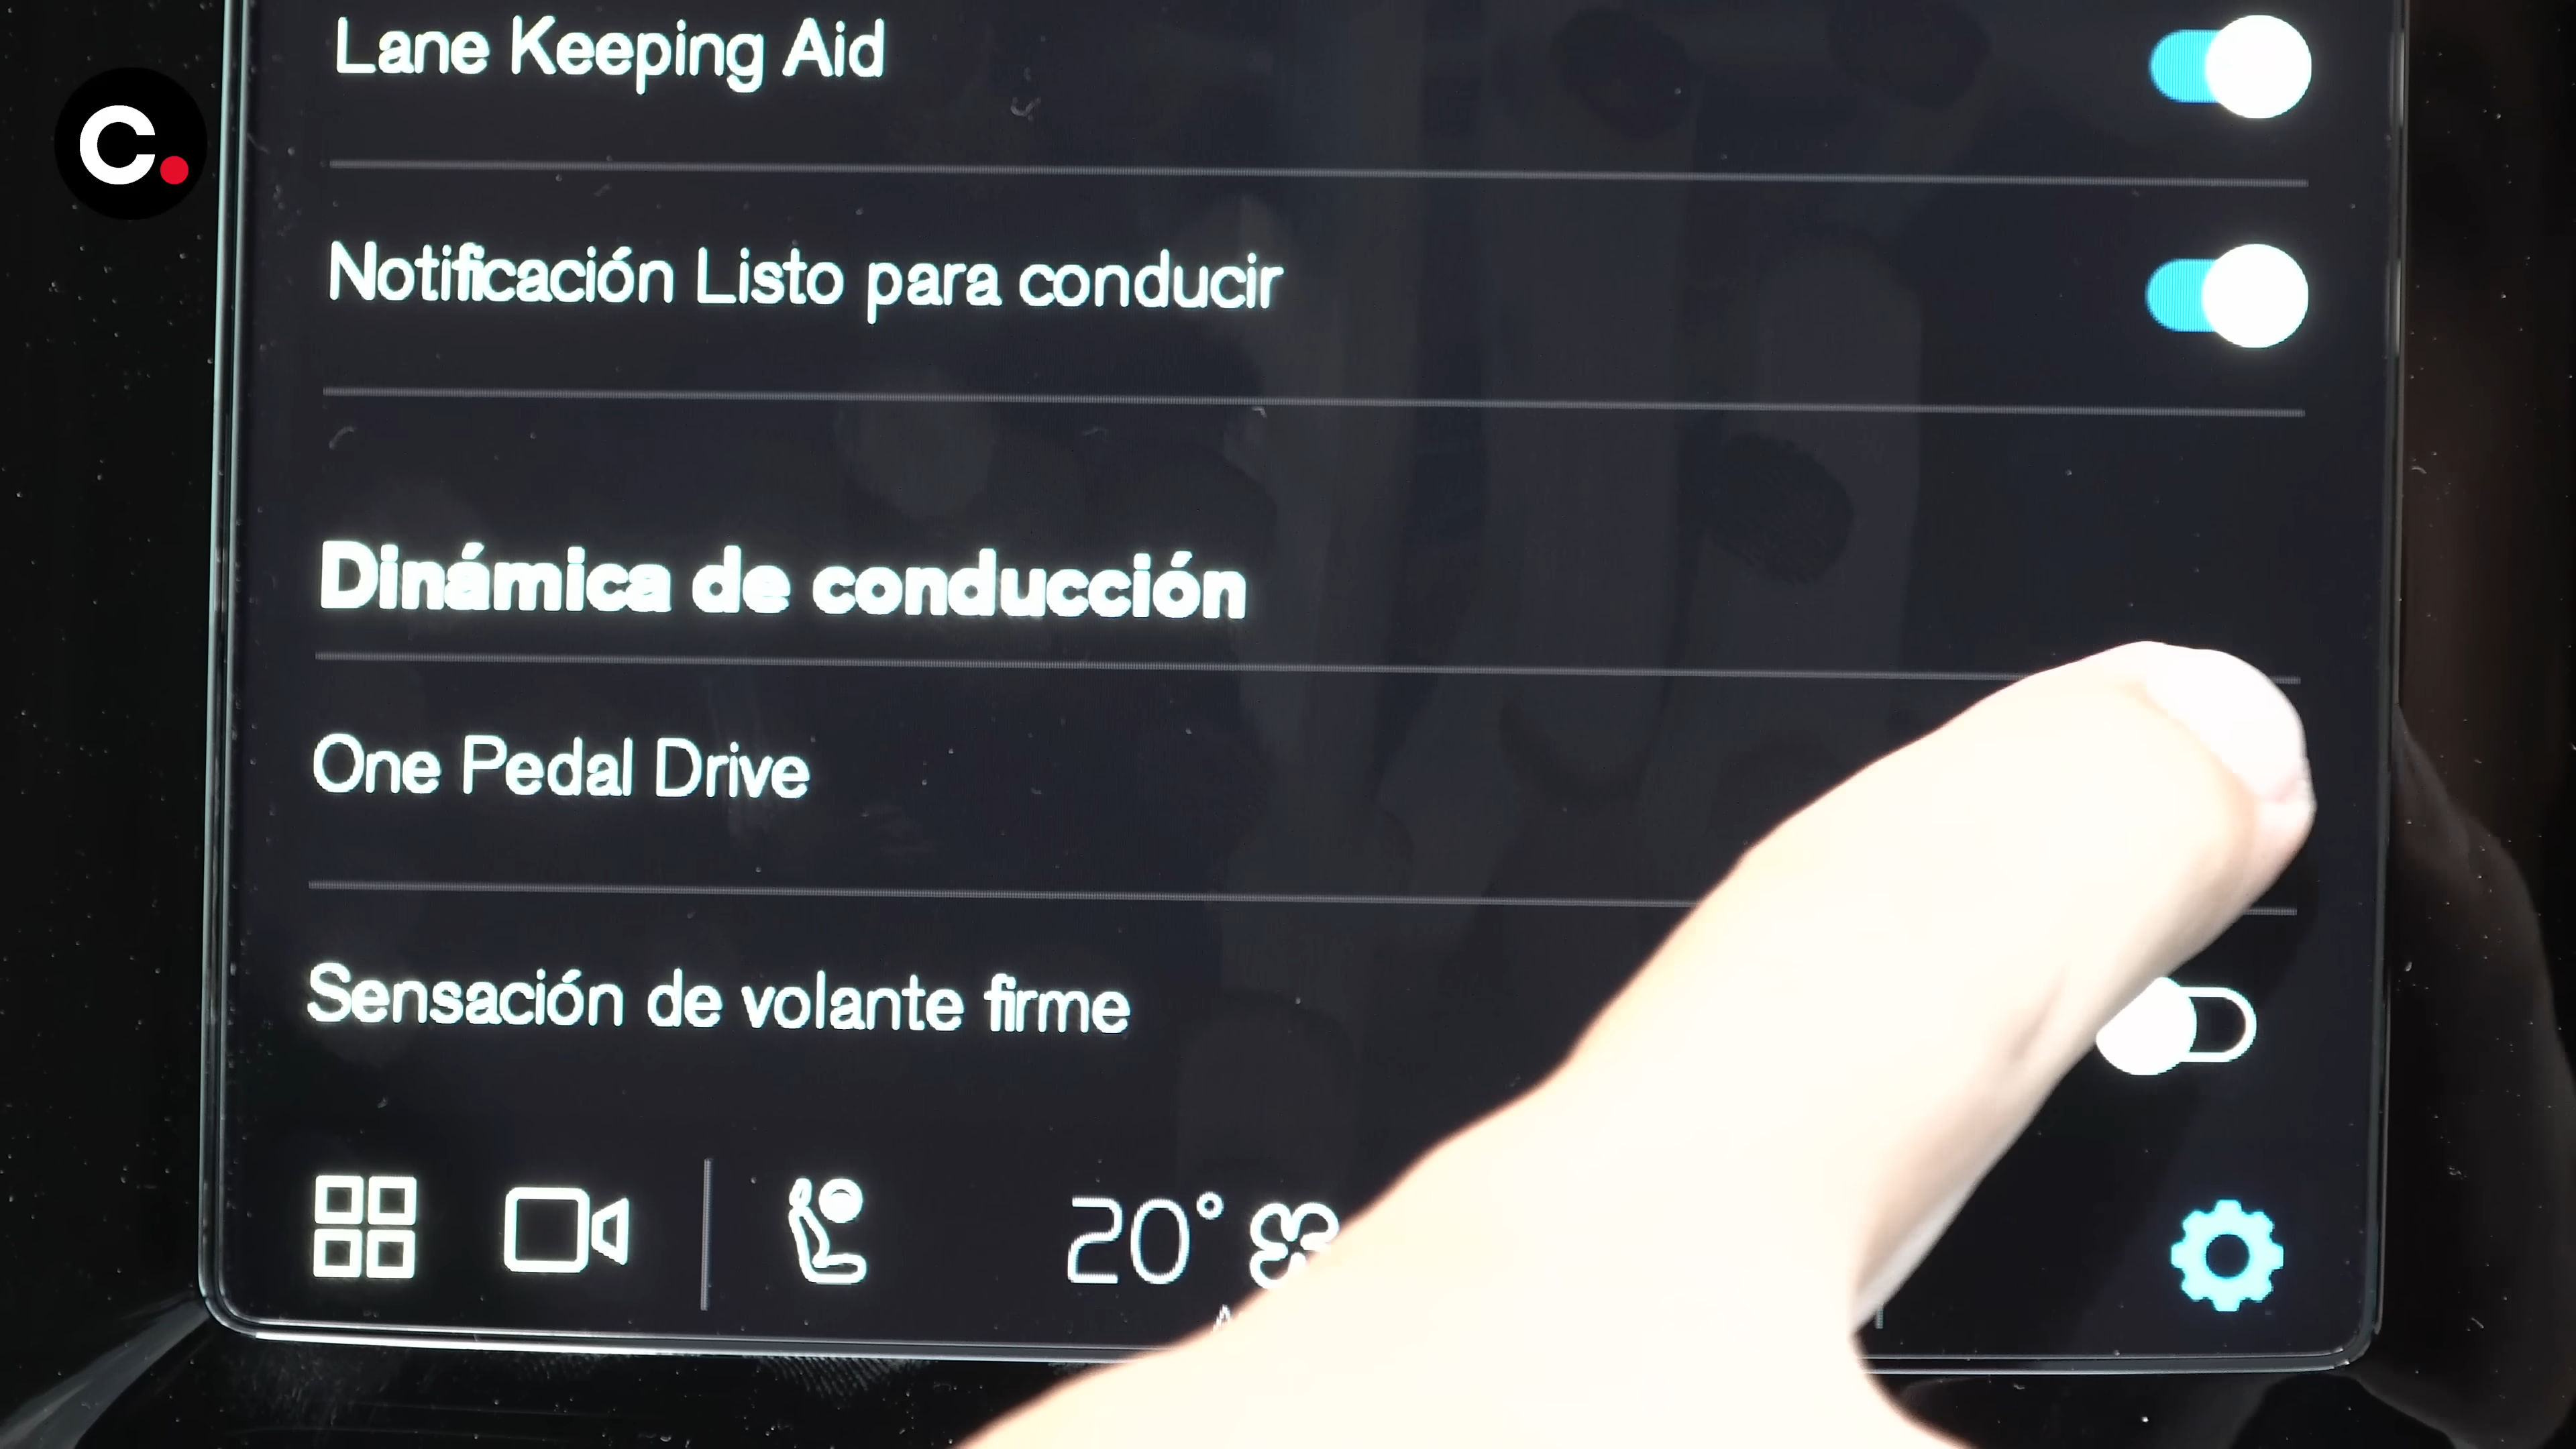 Lane Keeping Aid
C.
Notificación Listo para conducir
Dinámica de conducción
One Pedal Drive
Sensación de volante firme
20°